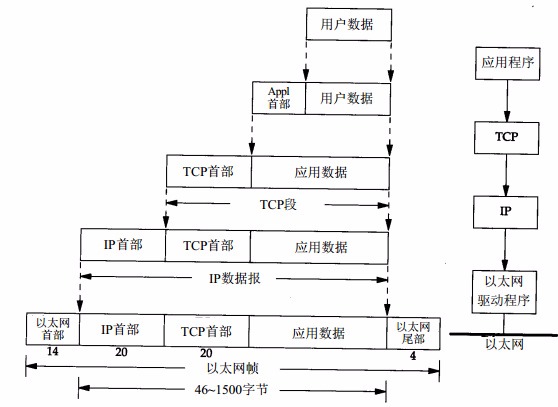 用户数据
应用程序
Appl
首部
用户数据
TCP
TCP首部
应用数据
TCP段
IP
IP首部
TCP首部
应用数据
IP数据报
以太网
驱动程序
以太网
首部
IP首部
TCP首部
应用数据
以太网
尾部
以太网
14
20
20
4
以太网帧
46~1500字节